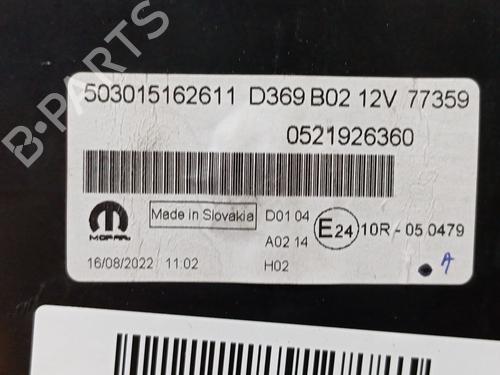 B-PARTS
503015162611 D369 B02 12V 77359
0521926360
MOPAR
Made in Slovakia
D01 04
A02 14
H02
E24
10R - 05 0479
16/08/2022 11:02
A